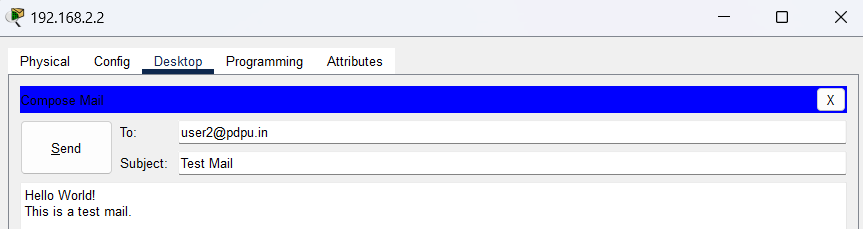 192.168.2.2
Physical Config Desktop Programming Attributes
Compose Mail
X
Send
To: user2@pdpu.in
Subject: Test Mail
Hello World!
This is a test mail.